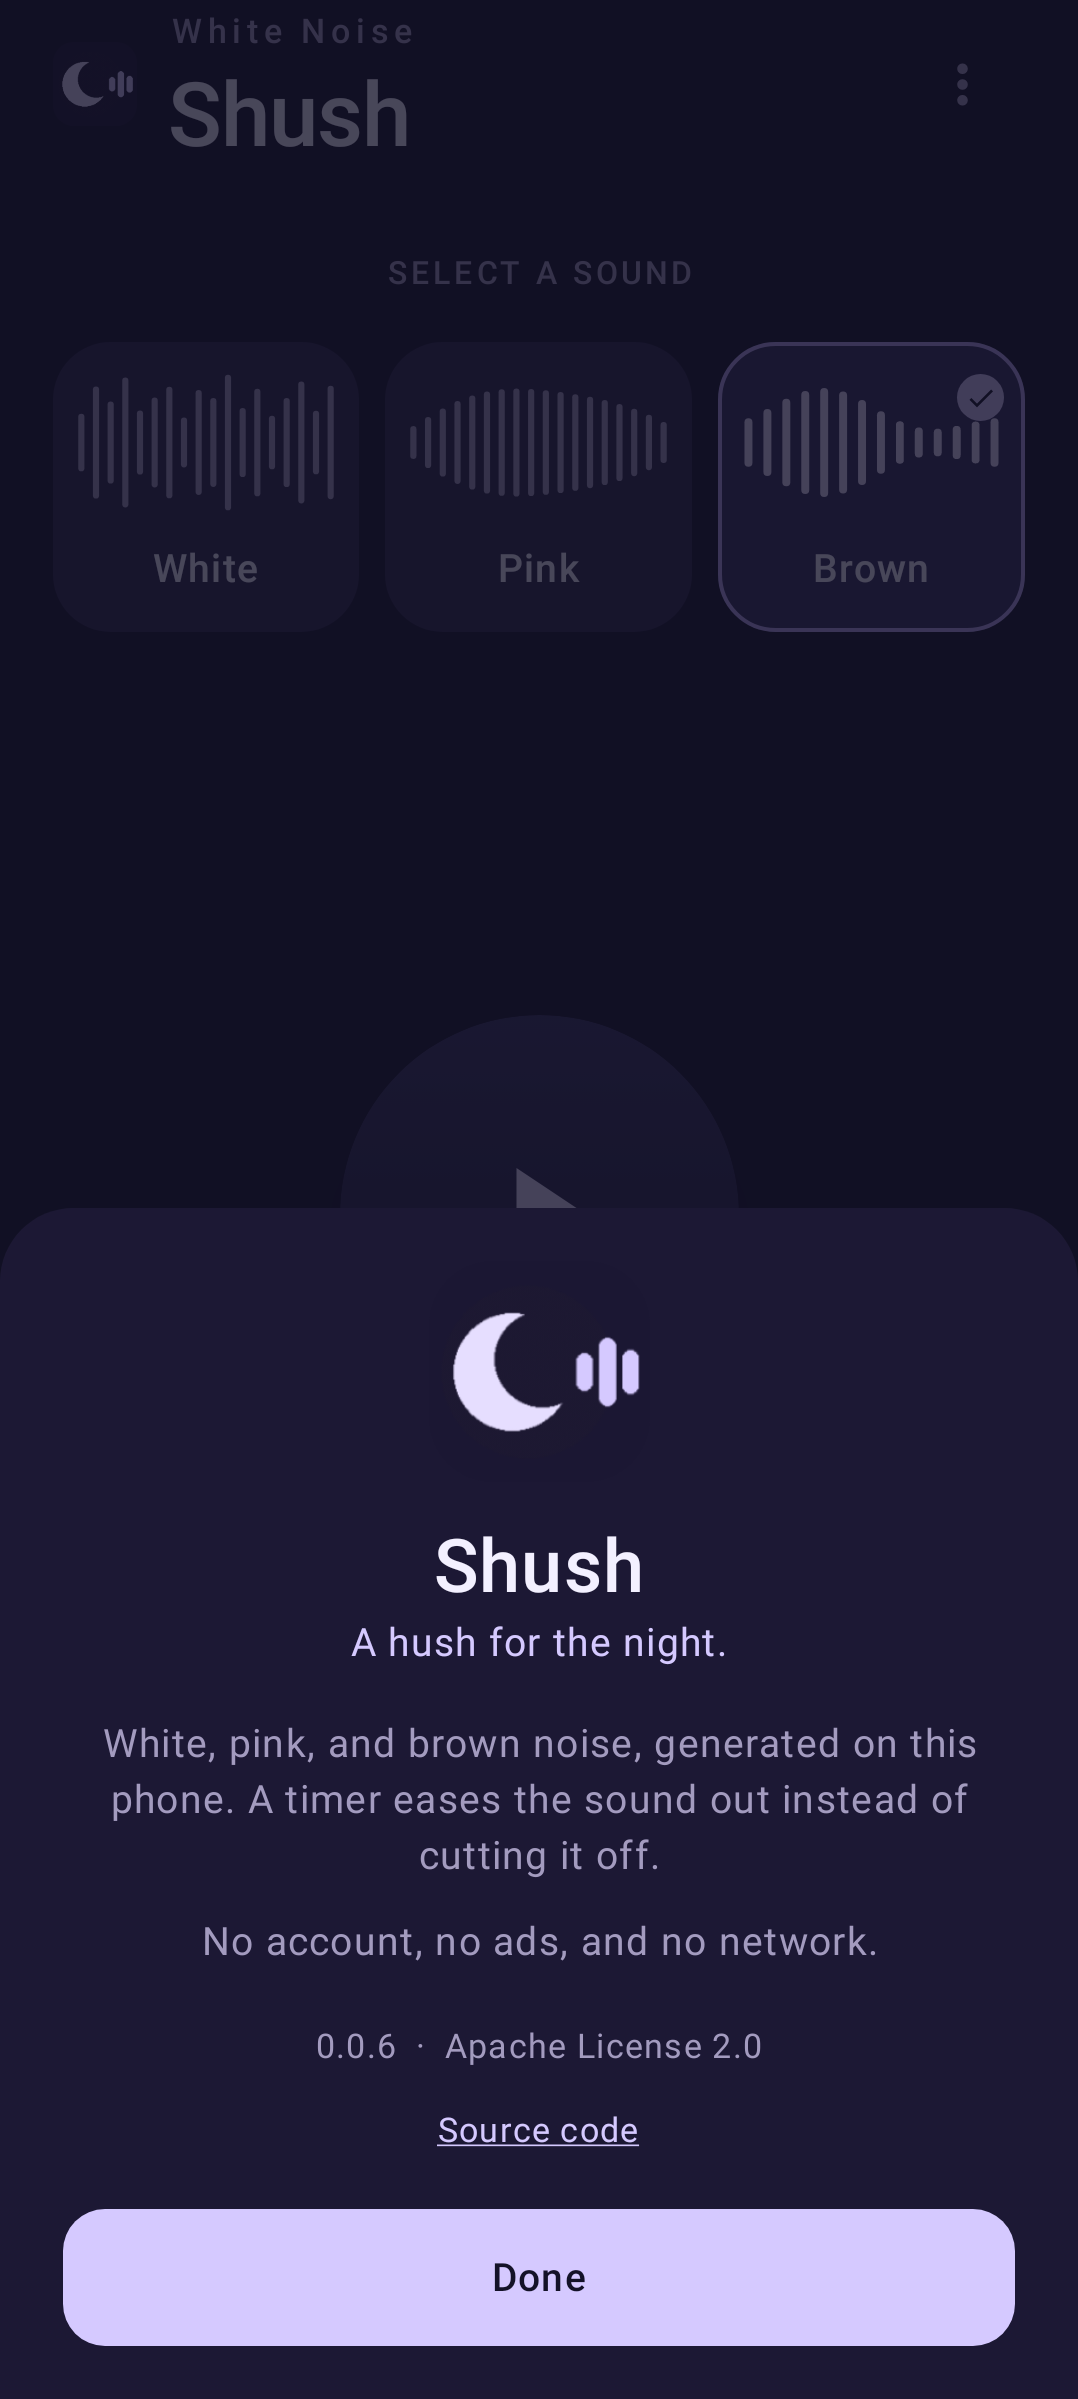 White Noise
Shush
SELECT A SOUND
White
Pink
Brown
Shush
A hush for the night.
White, pink, and brown noise, generated on this
phone. A timer eases the sound out instead of
cutting it off.
No account, no ads, and no network.
0.0.6 · Apache License 2.0
Source code
Done